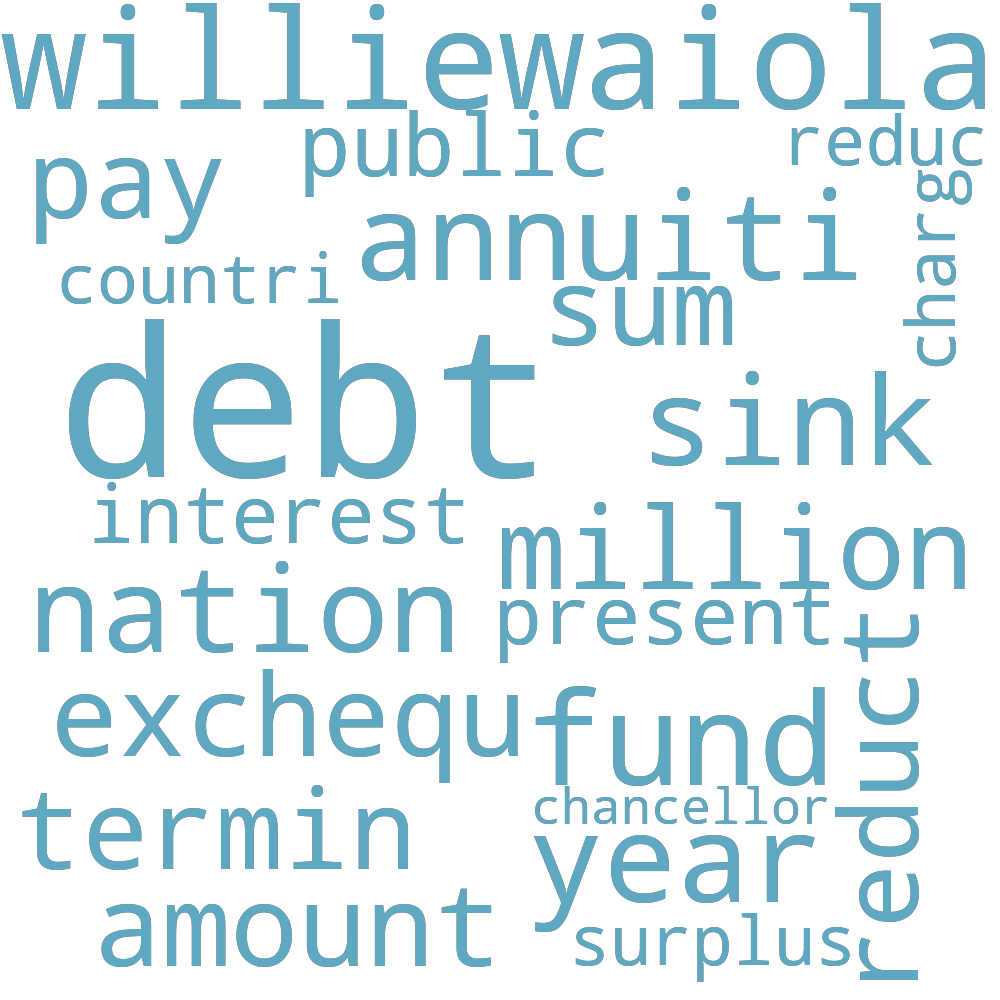 williewaiola
public
reduc
pay
charg
annuiti
countri
sum
debt
sink
interest
million
nation
present
reduct
exchequ
fund
termin
chancellor
year
amount
surplus